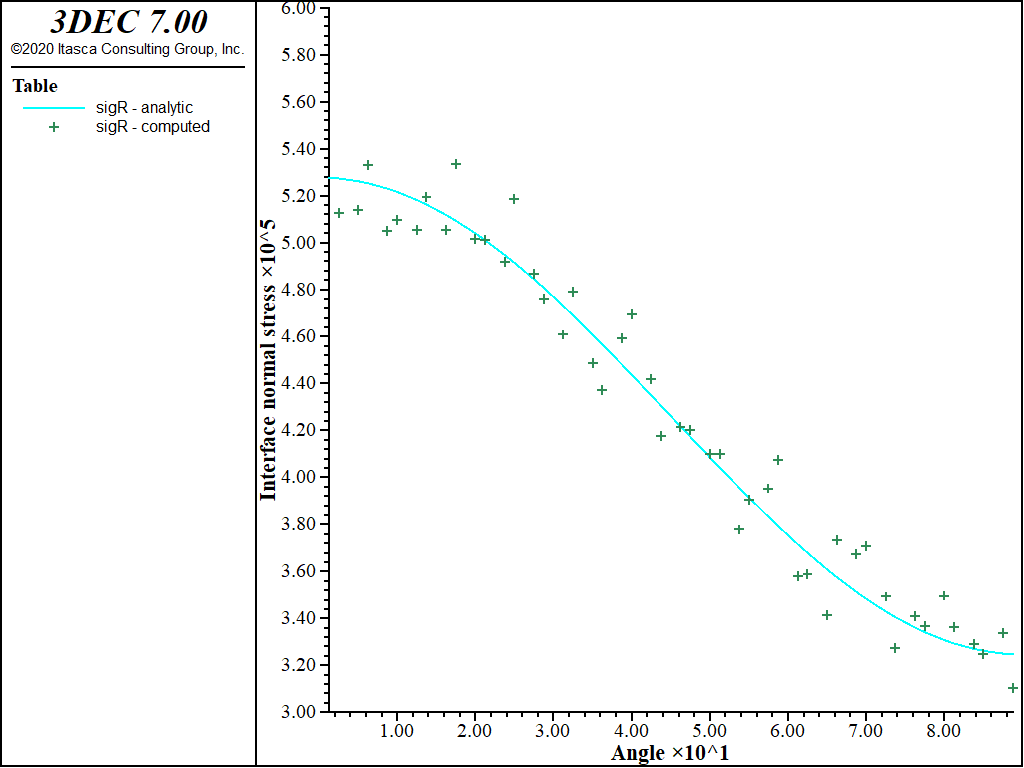 3DEC 7.00
©2020 Itasca Consulting Group, Inc.
Table
sigR - analytic
sigR - computed
6.00
5.80
5.60
5.40
5.20
5.00
4.80
4.60
4.40
4.20
4.00
3.80
3.60
3.40
3.20
3.00
Interface normal stress ×10^5
1.00 2.00 3.00 4.00 5.00 6.00 7.00 8.00
Angle ×10^1